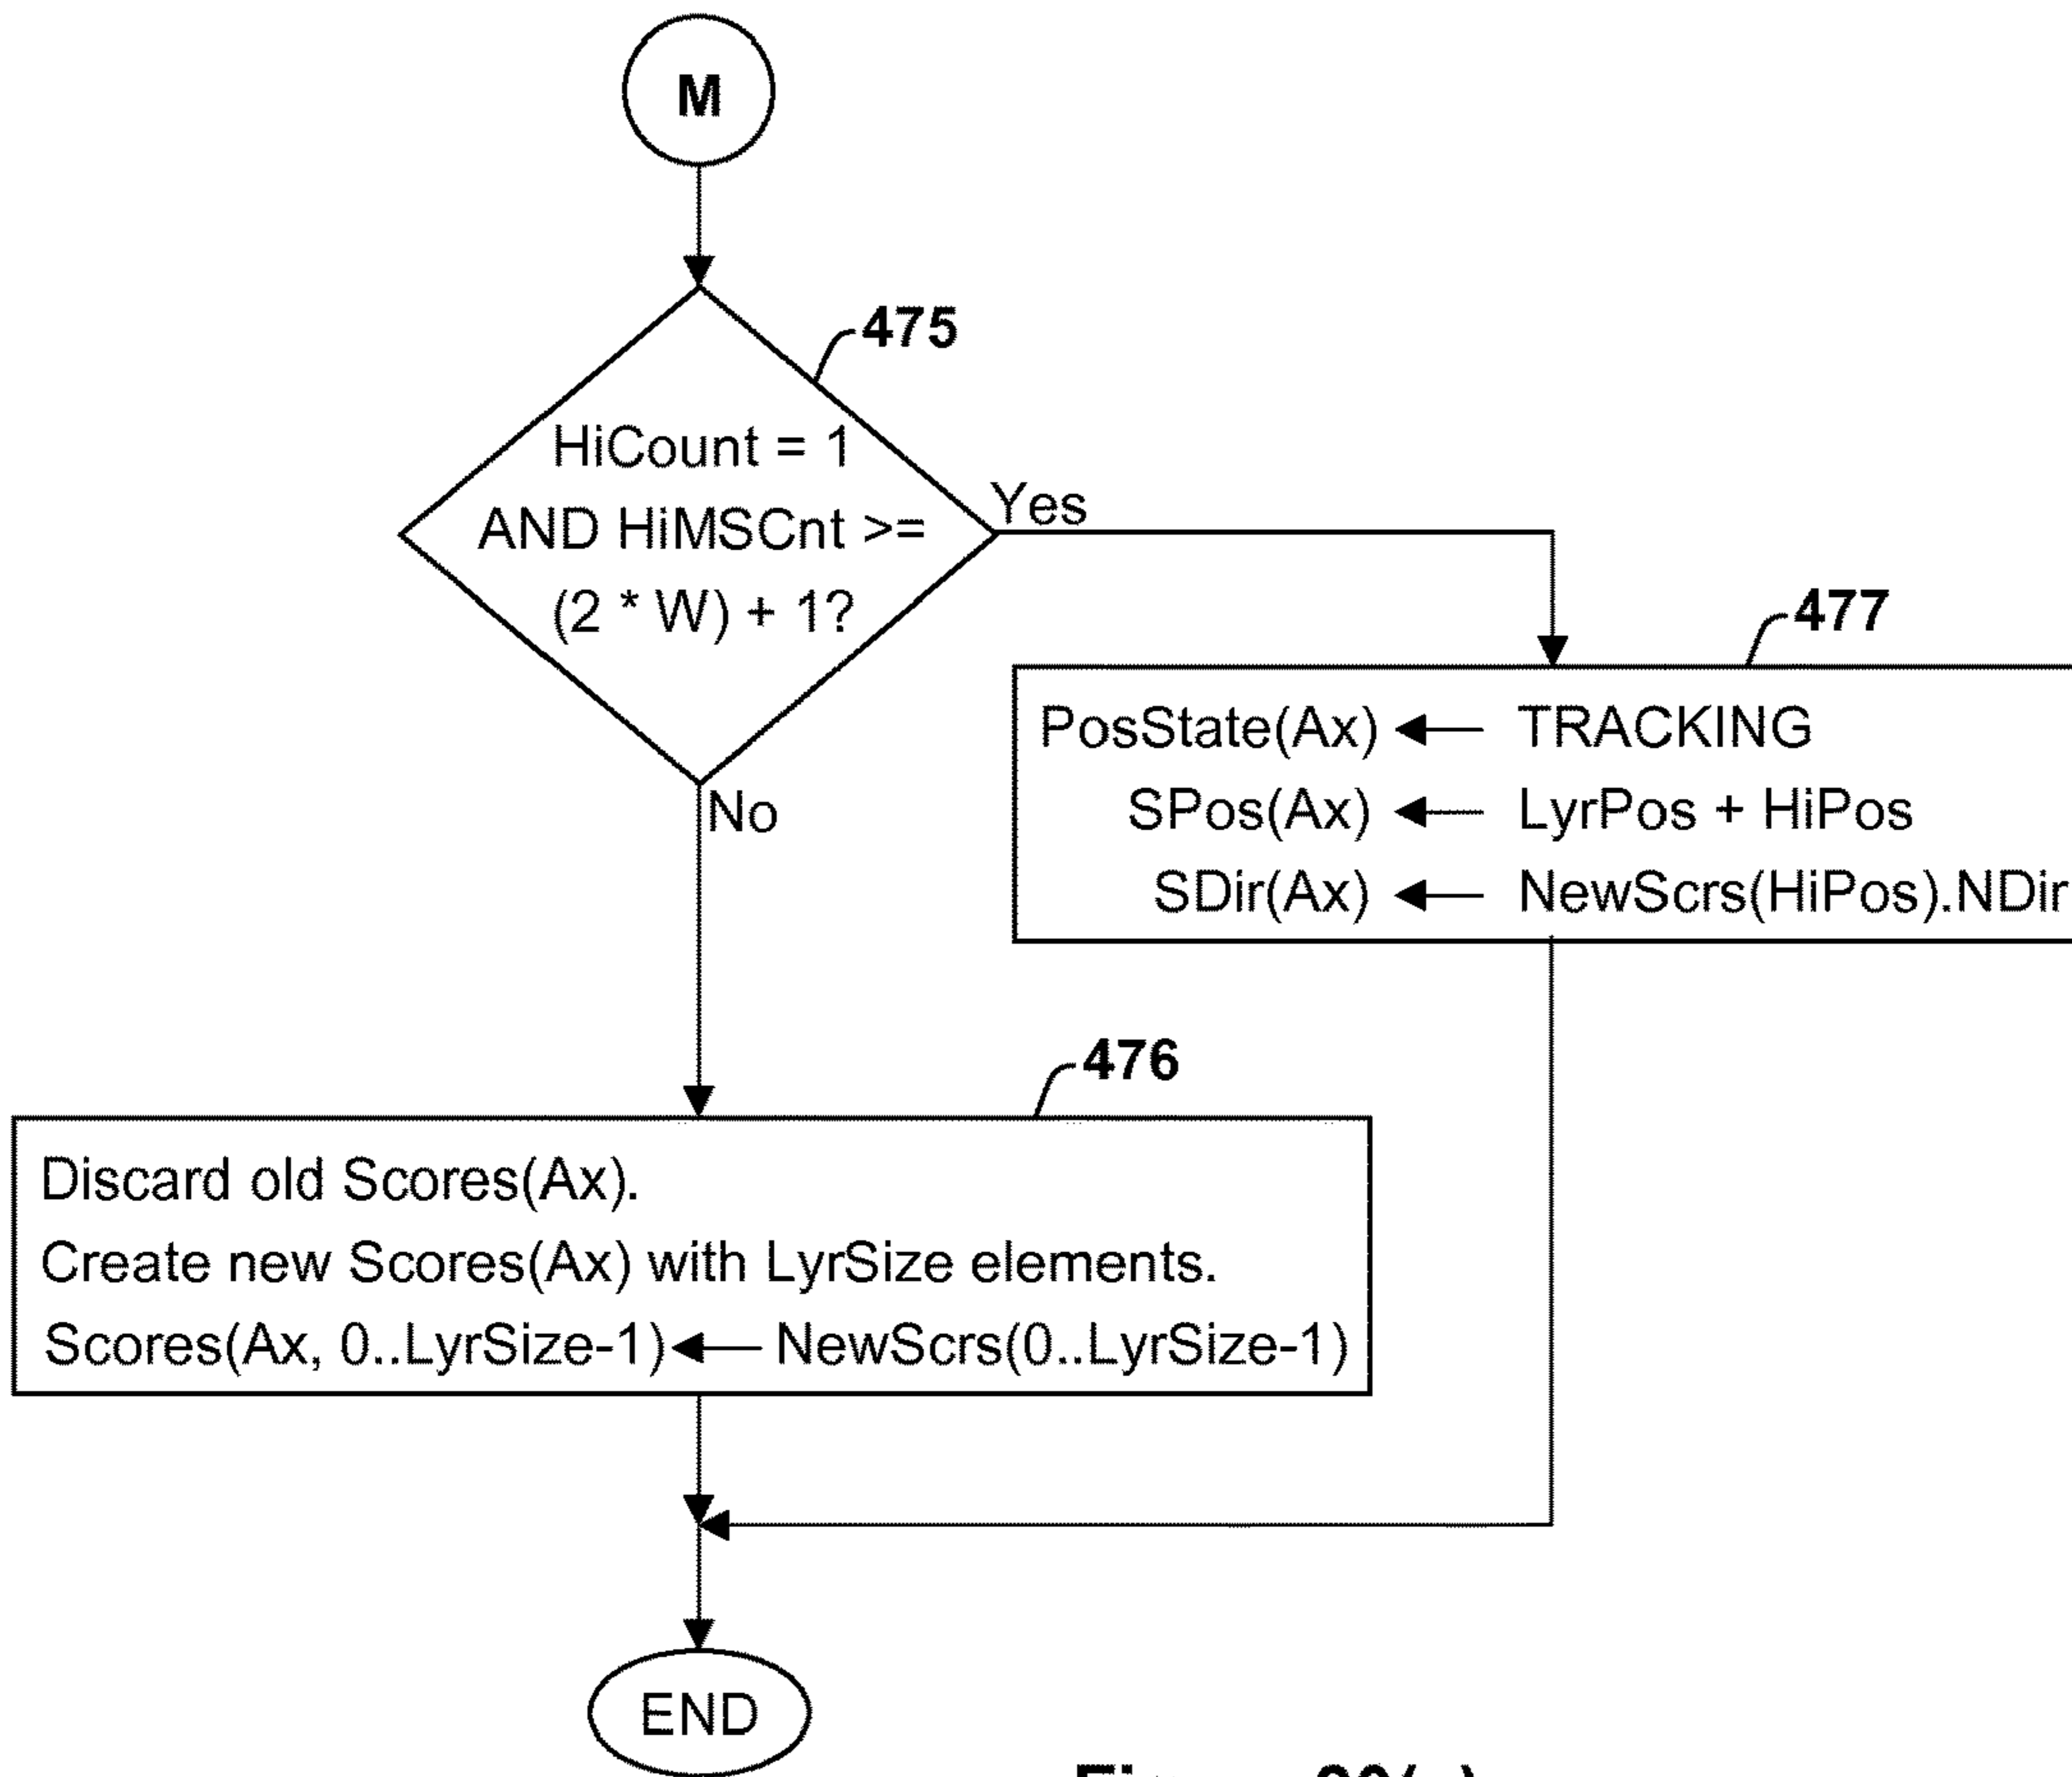 M
475
HiCount = 1
AND HiMSCnt >=
(2 * W) + 1?
Yes
No
477
PosState(Ax) ← TRACKING
SPos(Ax) ← LyrPos + HiPos
SDir(Ax) ← NewScrs(HiPos).NDir
476
Discard old Scores(Ax).
Create new Scores(Ax) with LyrSize elements.
Scores(Ax, 0..LyrSize-1) ← NewScrs(0..LyrSize-1)
END